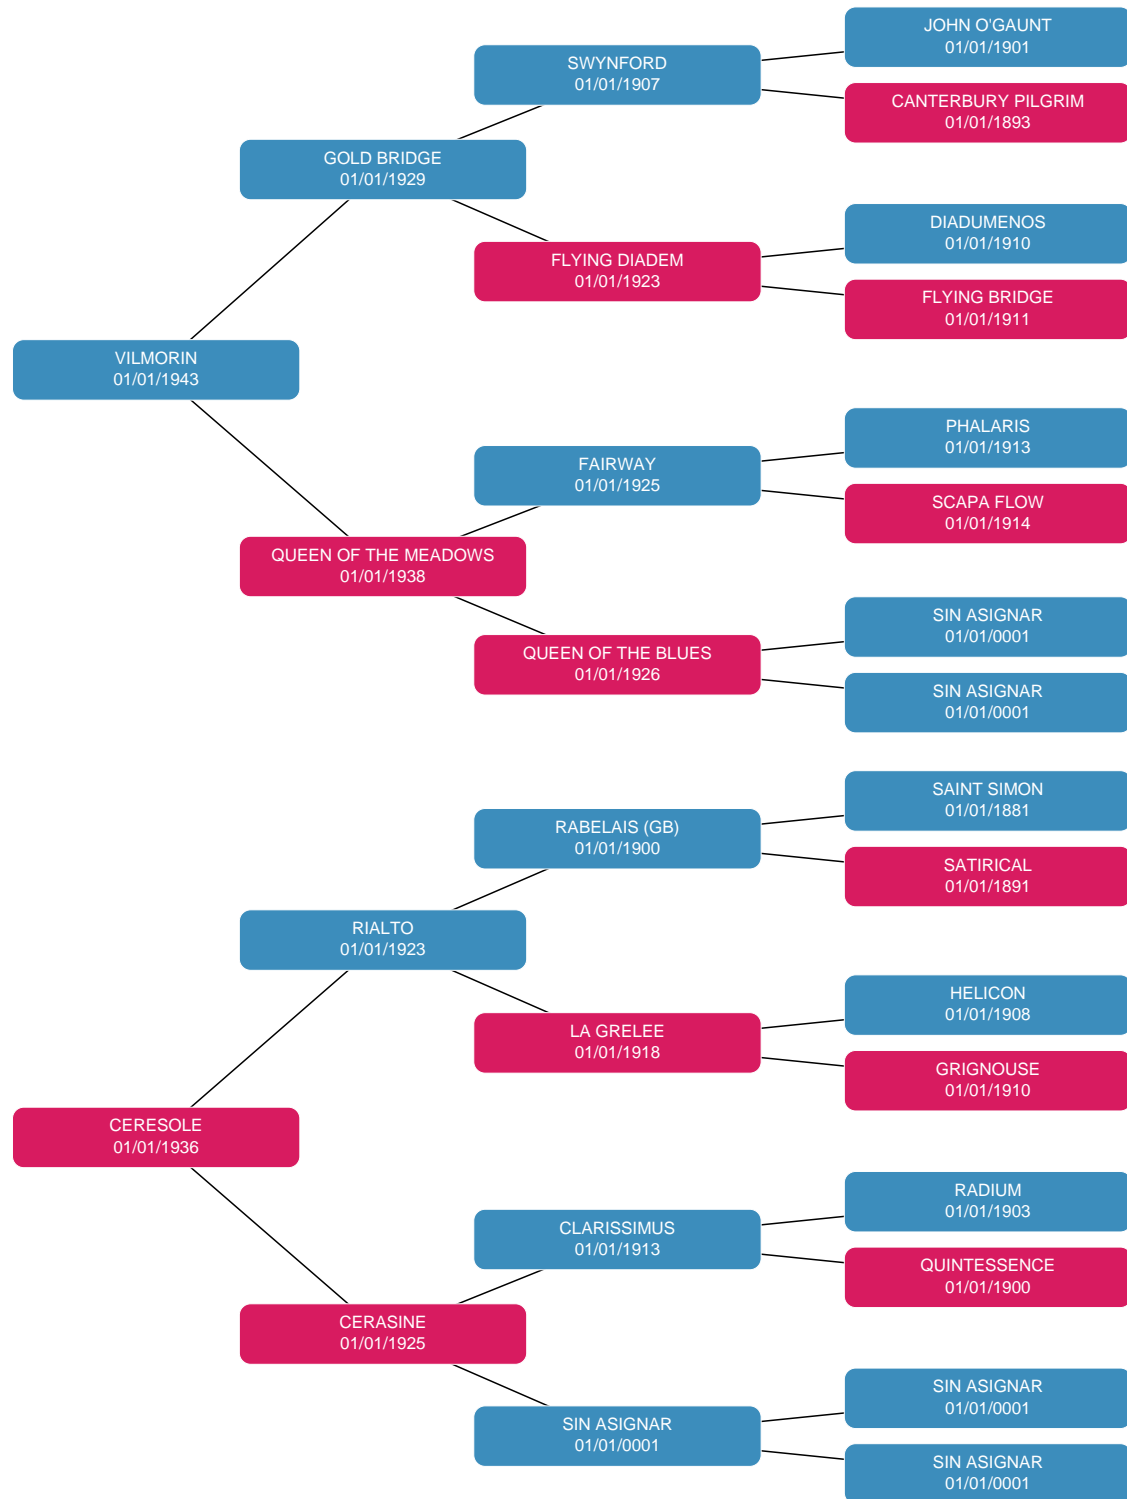 JOHN O'GAUNT
01/01/1901
SWYNFORD
01/01/1907
CANTERBURY PILGRIM
01/01/1893
GOLD BRIDGE
01/01/1929
DIADUMENOS
01/01/1910
FLYING DIADEM
01/01/1923
FLYING BRIDGE
01/01/1911
VILMORIN
01/01/1943
PHALARIS
01/01/1913
FAIRWAY
01/01/1925
SCAPA FLOW
01/01/1914
QUEEN OF THE MEADOWS
01/01/1938
SIN ASIGNAR
01/01/0001
QUEEN OF THE BLUES
01/01/1926
SIN ASIGNAR
01/01/0001
SAINT SIMON
01/01/1881
RABELAIS (GB)
01/01/1900
SATIRICAL
01/01/1891
RIALTO
01/01/1923
HELICON
01/01/1908
LA GRELEE
01/01/1918
GRIGNOUSE
01/01/1910
CERESOLE
01/01/1936
RADIUM
01/01/1903
CLARISSIMUS
01/01/1913
QUINTESSENCE
01/01/1900
CERASINE
01/01/1925
SIN ASIGNAR
01/01/0001
SIN ASIGNAR
01/01/0001
SIN ASIGNAR
01/01/0001